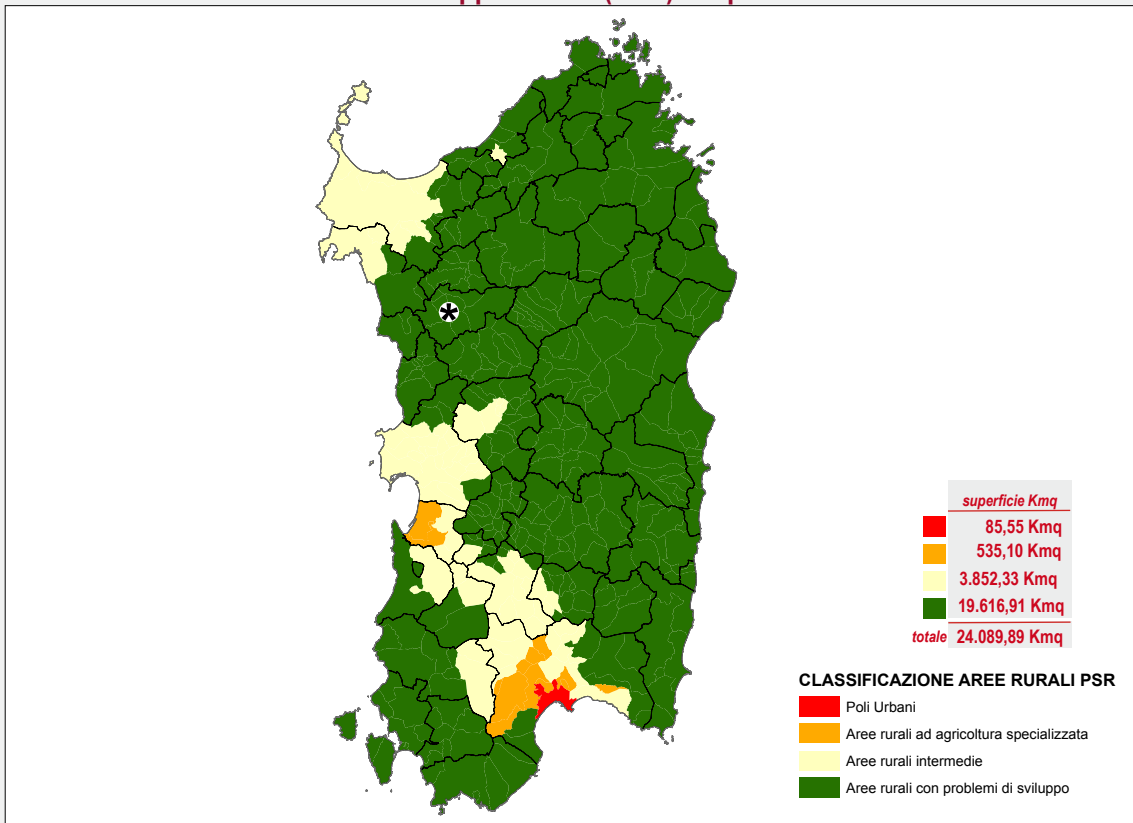 superficie Kmq
85,55 Kmq
535,10 Kmq
3.852,33 Kmq
19.616,91 Kmq
totale 24.089,89 Kmq
CLASSIFICAZIONE AREE RURALI PSR
Poli Urbani
Aree rurali ad agricoltura specializzata
Aree rurali intermedie
Aree rurali con problemi di sviluppo